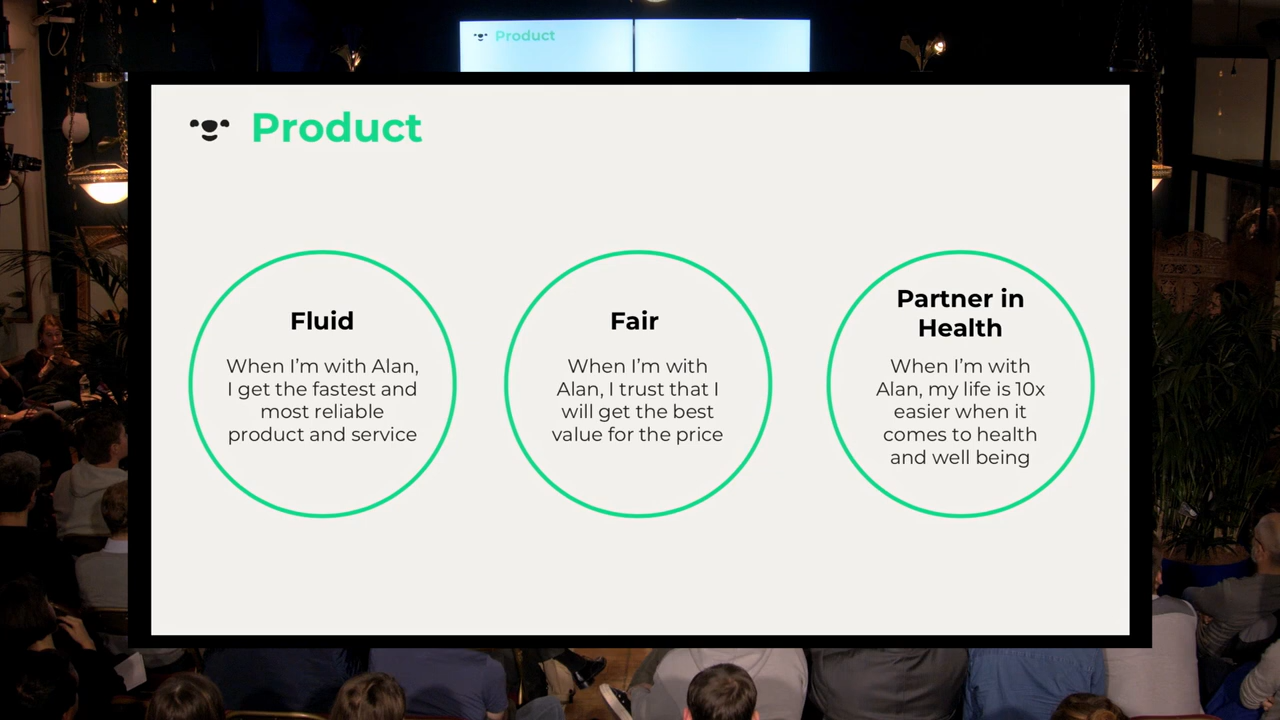 Product
Product
Fluid
When I’m with Alan,
I get the fastest and
most reliable
product and service
Fair
When I’m with
Alan, I trust that I
will get the best
value for the price
Partner in
Health
When I’m with
Alan, my life is 10x
easier when it
comes to health
and well being